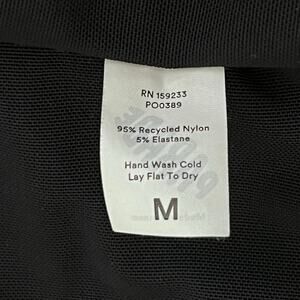 RN 159233
PO0389
95% Recycled Nylon
5% Elastane
Hand Wash Cold
Lay Flat To Dry
M